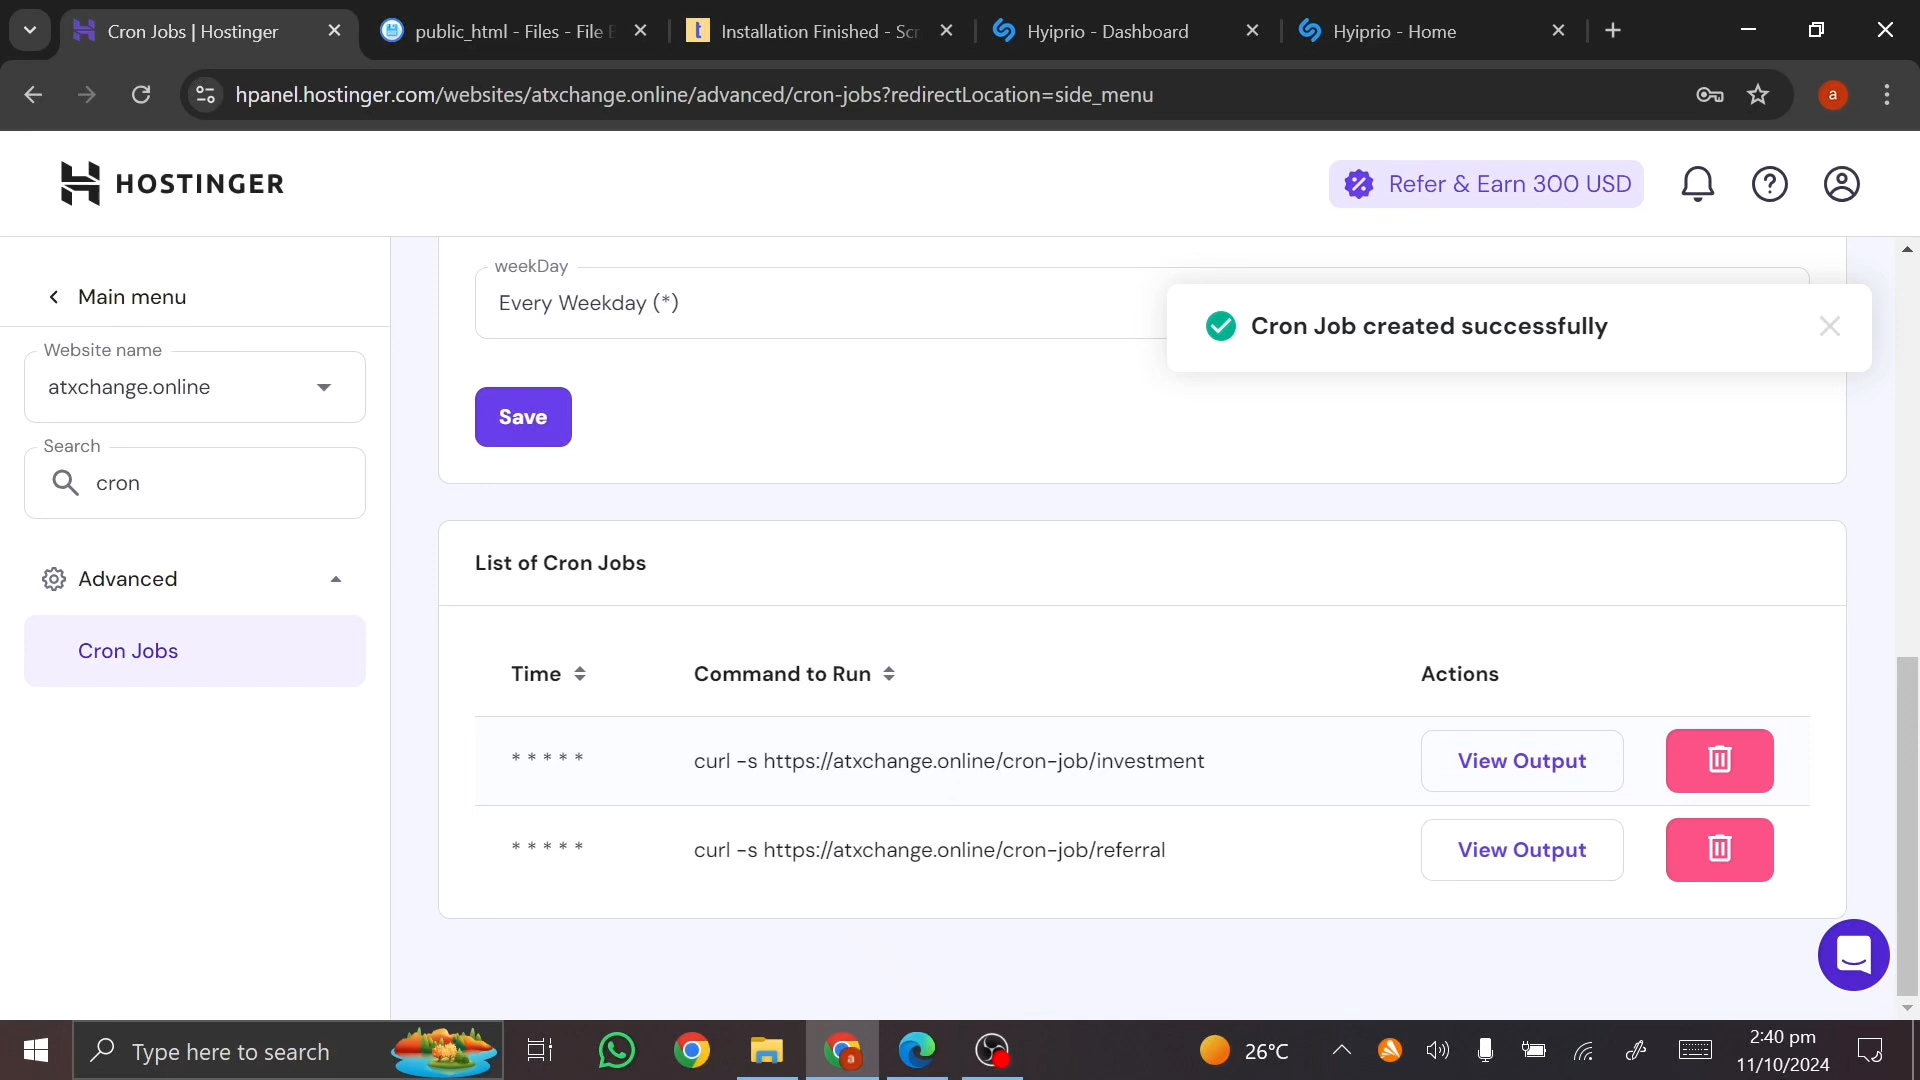 Cron Jobs | Hostinger
public_html - Files - File
Installation Finished - Scr
Hyiprio - Dashboard
Hyiprio - Home
hpanel.hostinger.com/websites/atxchange.online/advanced/cron-jobs?redirectLocation=side_menu
a
HOSTINGER
Refer & Earn 300 USD
Main menu
Website name
atxchange.online
Search
cron
Advanced
Cron Jobs
weekDay
Every Weekday (*)
Cron Job created successfully
Save
List of Cron Jobs
Time
Command to Run
Actions
* * * * *
curl -s https://atxchange.online/cron-job/investment
View Output
* * * * *
curl -s https://atxchange.online/cron-job/referral
View Output
Type here to search
26°C
2:40 pm
11/10/2024